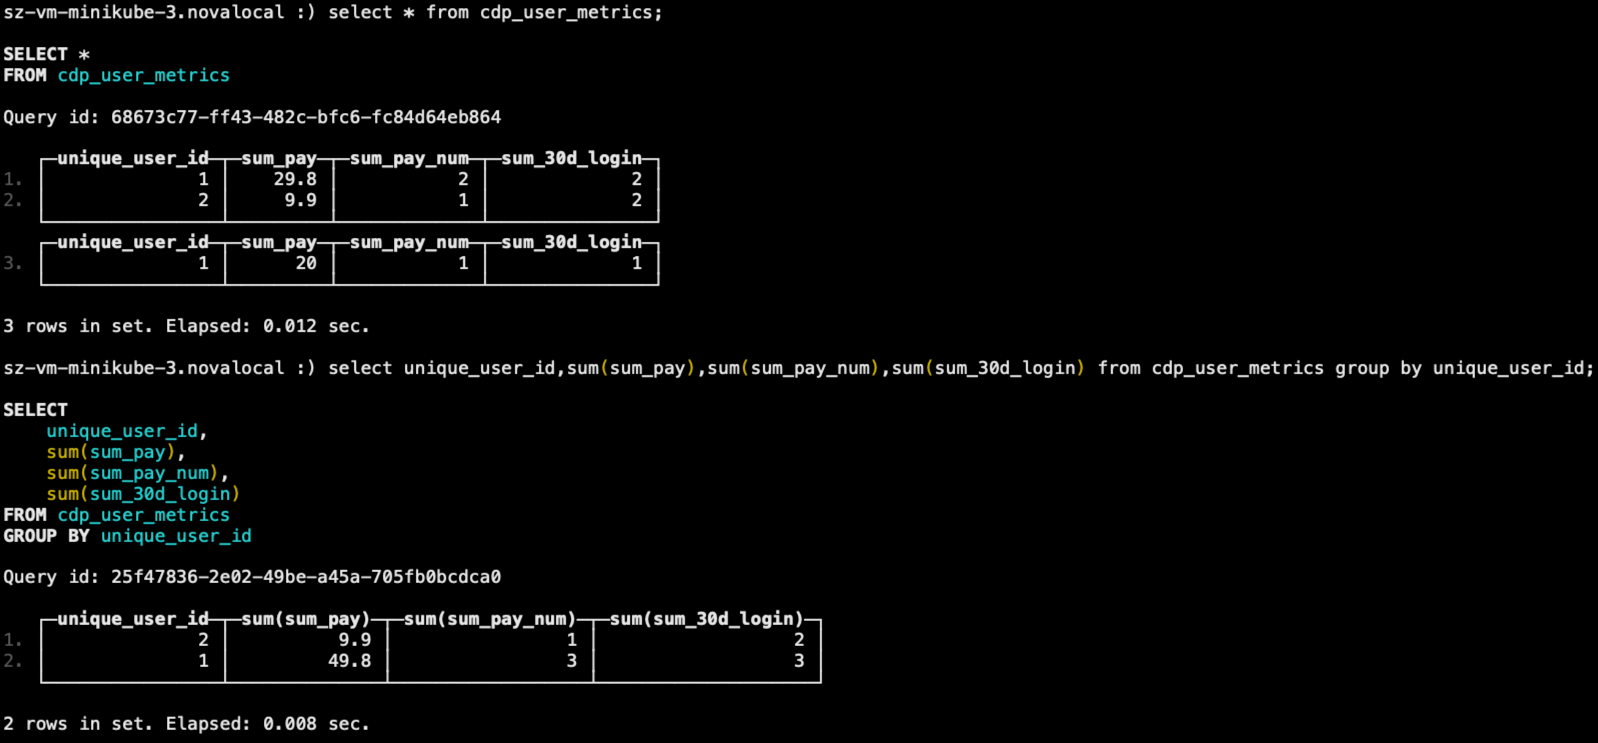 sz-vm-minikube-3.novalocal :) select * from cdp_user_metrics;
SELECT *
FROM cdp_user_metrics
Query id: 68673c77-ff43-482c-bfc6-fc84d64eb864
unique_user_id sum_pay sum_pay_num sum_30d_login
1. 1 29.8 2 2
2. 2 9.9 1 2
unique_user_id sum_pay sum_pay_num sum_30d_login
3. 1 20 1 1
3 rows in set. Elapsed: 0.012 sec.
sz-vm-minikube-3.novalocal :) select unique_user_id,sum(sum_pay),sum(sum_pay_num),sum(sum_30d_login) from cdp_user_metrics group by unique_user_id;
SELECT
unique_user_id,
sum(sum_pay),
sum(sum_pay_num),
sum(sum_30d_login)
FROM cdp_user_metrics
GROUP BY unique_user_id
Query id: 25f47836-2e02-49be-a45a-705fb0bcdca0
unique_user_id sum(sum_pay) sum(sum_pay_num) sum(sum_30d_login)
1. 2 9.9 1 2
2. 1 49.8 3 3
2 rows in set. Elapsed: 0.008 sec.